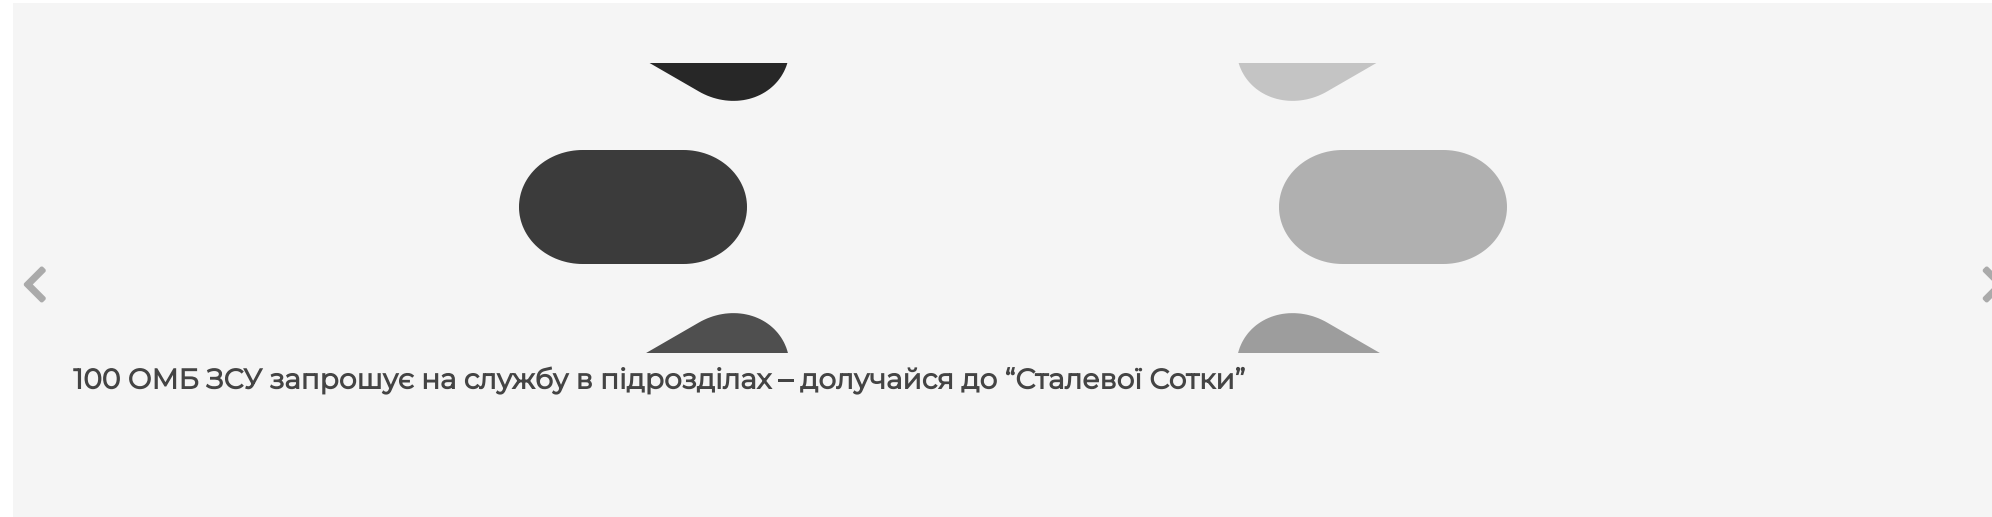 100 ОМБ ЗСУ запрошує на службу в підрозділах – долучайся до “Сталевої Сотки”